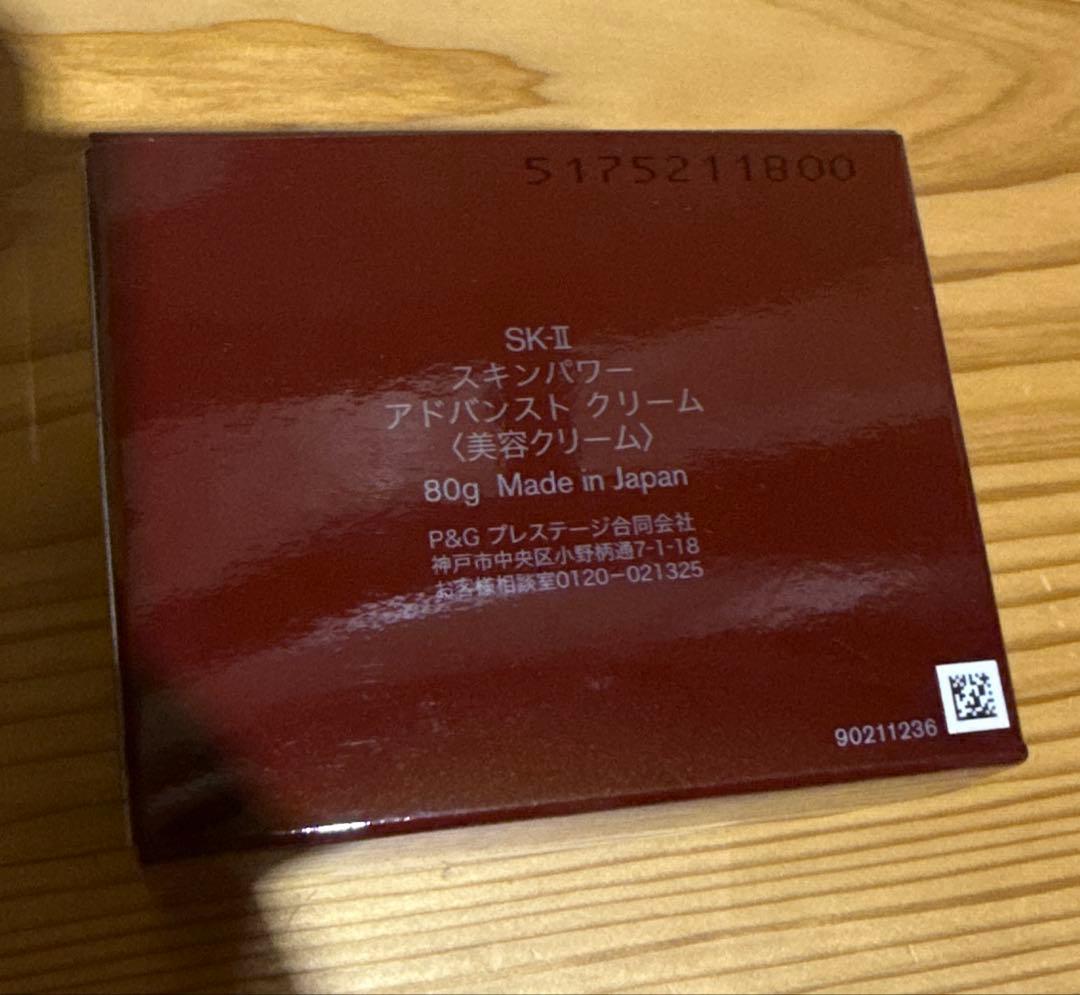 5175211800
SK-Ⅱ
スキンパワー
アドバンスト クリーム
〈美容クリーム〉
80g Made in Japan
P&G プレステージ合同会社
神戸市中央区小野柄通7-1-18
お客様相談室0120-021325
90211236